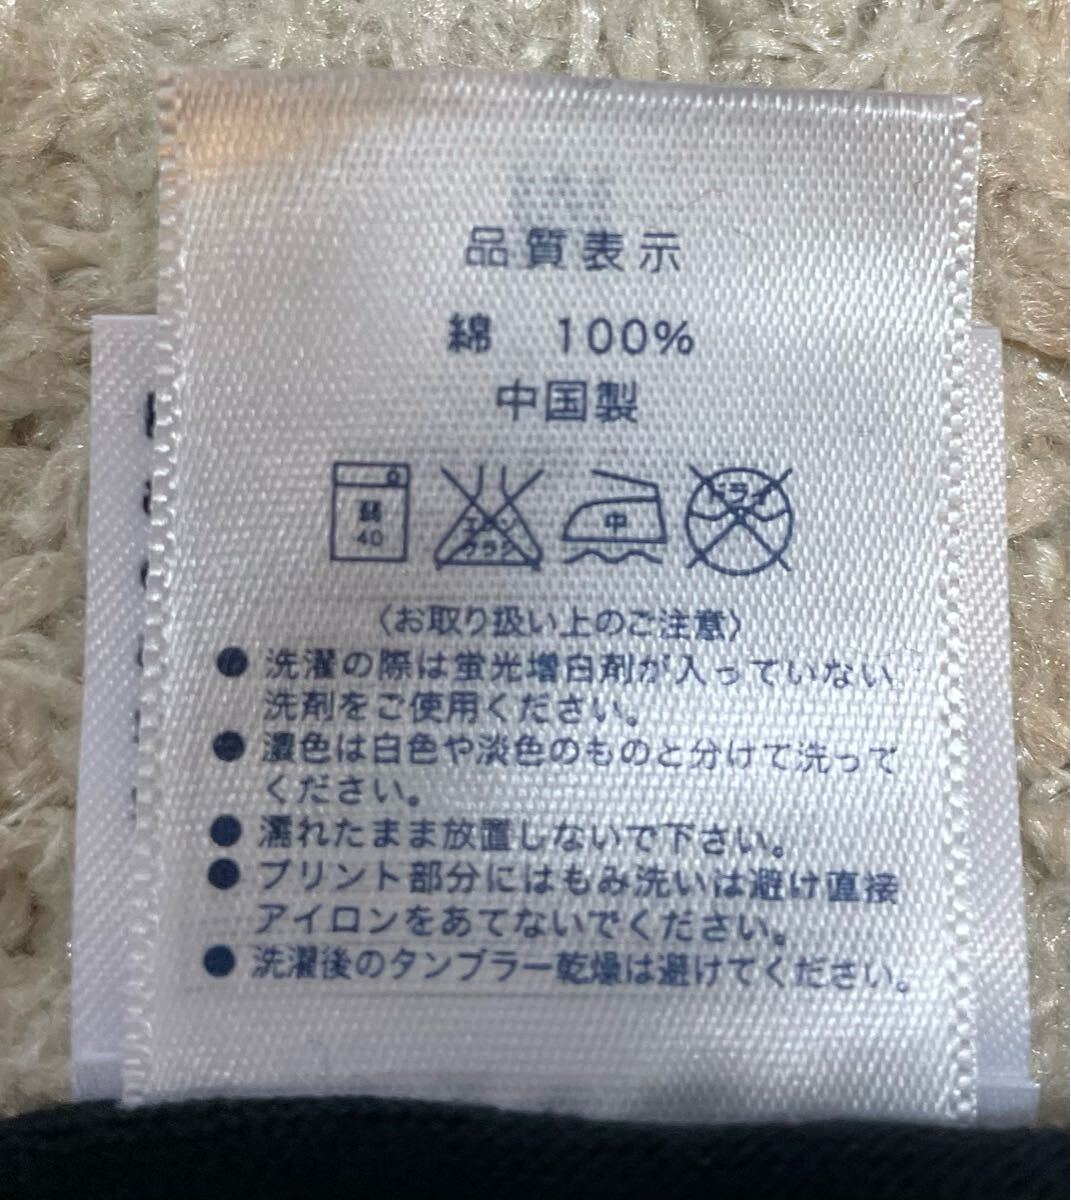 品質表示
綿　100%
中国製
弱 40 エンソ クラシ 中 ドライ
〈お取り扱い上のご注意〉
●洗濯の際は蛍光増白剤が入っていない
洗剤をご使用ください。
●濃色は白色や淡色のものと分けて洗って
ください。
●濡れたまま放置しないで下さい。
●プリント部分にはもみ洗いは避け直接
アイロンをあてないでください。
●洗濯後のタンブラー乾燥は避けてください。